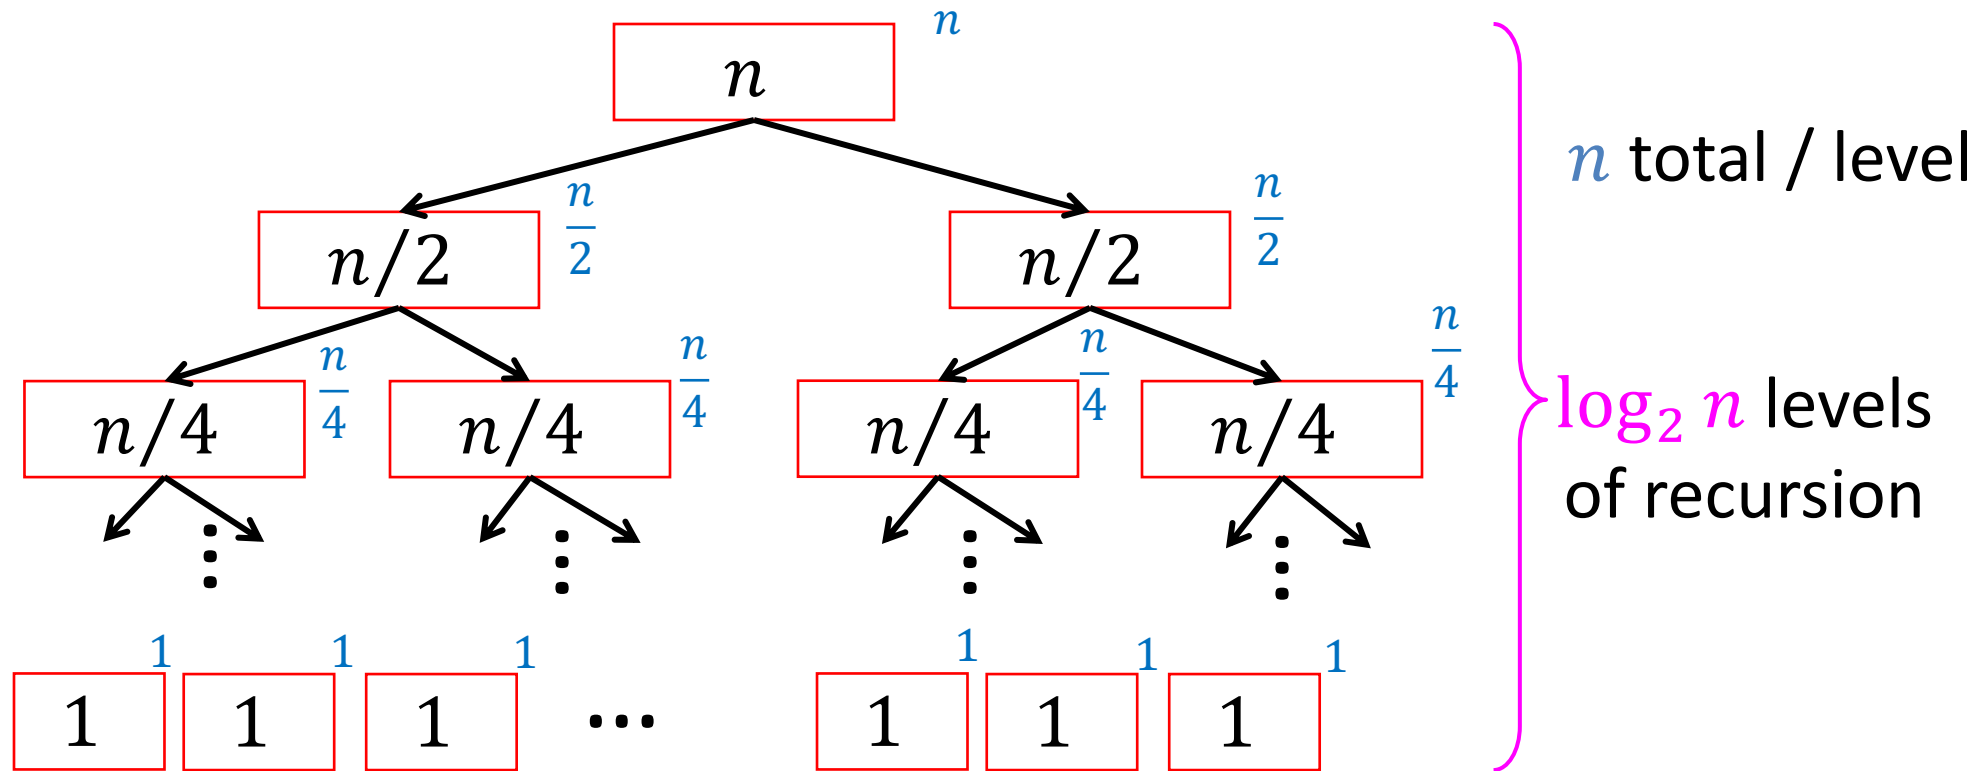 n
n
n total / level
n/2
n/2
n/2
n/2
n/4
n/4
n/4
n/4
n/4
n/4
n/4
n/4
log₂ n levels
of recursion
⋮ ⋮ ⋮ ⋮
1 1 1 1 1 1
1 1 1 ⋯ 1 1 1